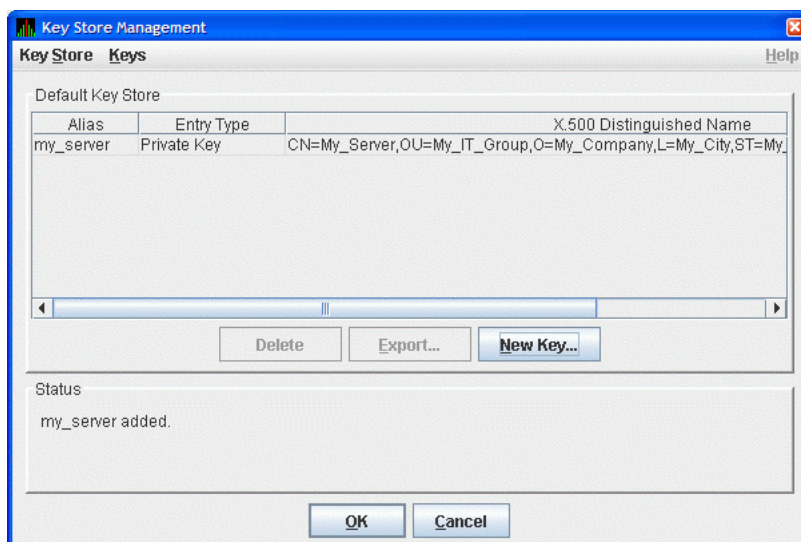 Key Store Management
Key Store Keys Help
Default Key Store
Alias Entry Type X.500 Distinguished Name
my_server Private Key CN=My_Server,OU=My_IT_Group,O=My_Company,L=My_City,ST=My_
Delete Export... New Key...
Status
my_server added.
OK Cancel